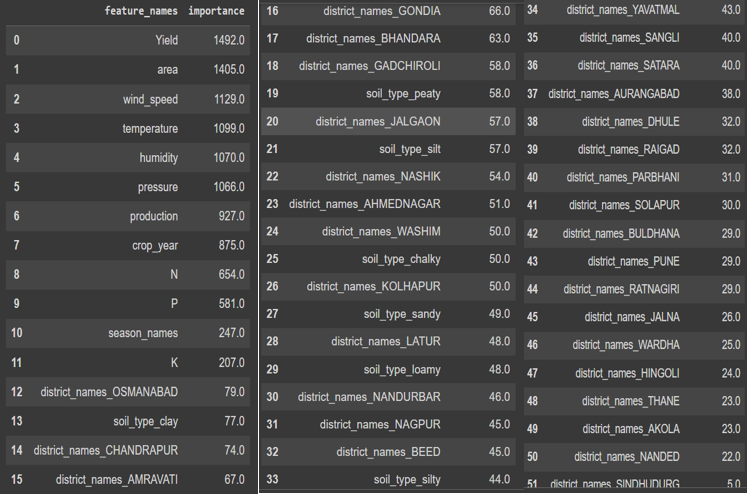 feature_names importance
0 Yield 1492.0
1 area 1405.0
2 wind_speed 1129.0
3 temperature 1099.0
4 humidity 1070.0
5 pressure 1066.0
6 production 927.0
7 crop_year 875.0
8 N 654.0
9 P 581.0
10 season_names 247.0
11 K 207.0
12 district_names_OSMANABAD 79.0
13 soil_type_clay 77.0
14 district_names_CHANDRAPUR 74.0
15 district_names_AMRAVATI 67.0
16 district_names_GONDIA 66.0
17 district_names_BHANDARA 63.0
18 district_names_GADCHIROLI 58.0
19 soil_type_peaty 58.0
20 district_names_JALGAON 57.0
21 soil_type_silt 57.0
22 district_names_NASHIK 54.0
23 district_names_AHMEDNAGAR 51.0
24 district_names_WASHIM 50.0
25 soil_type_chalky 50.0
26 district_names_KOLHAPUR 50.0
27 soil_type_sandy 49.0
28 district_names_LATUR 48.0
29 soil_type_loamy 48.0
30 district_names_NANDURBAR 46.0
31 district_names_NAGPUR 45.0
32 district_names_BEED 45.0
33 soil_type_silty 44.0
34 district_names_YAVATMAL 43.0
35 district_names_SANGLI 40.0
36 district_names_SATARA 40.0
37 district_names_AURANGABAD 38.0
38 district_names_DHULE 32.0
39 district_names_RAIGAD 32.0
40 district_names_PARBHANI 31.0
41 district_names_SOLAPUR 30.0
42 district_names_BULDHANA 29.0
43 district_names_PUNE 29.0
44 district_names_RATNAGIRI 29.0
45 district_names_JALNA 26.0
46 district_names_WARDHA 25.0
47 district_names_HINGOLI 24.0
48 district_names_THANE 23.0
49 district_names_AKOLA 23.0
50 district_names_NANDED 22.0
51 district_names_SINDHUDURG 5.0